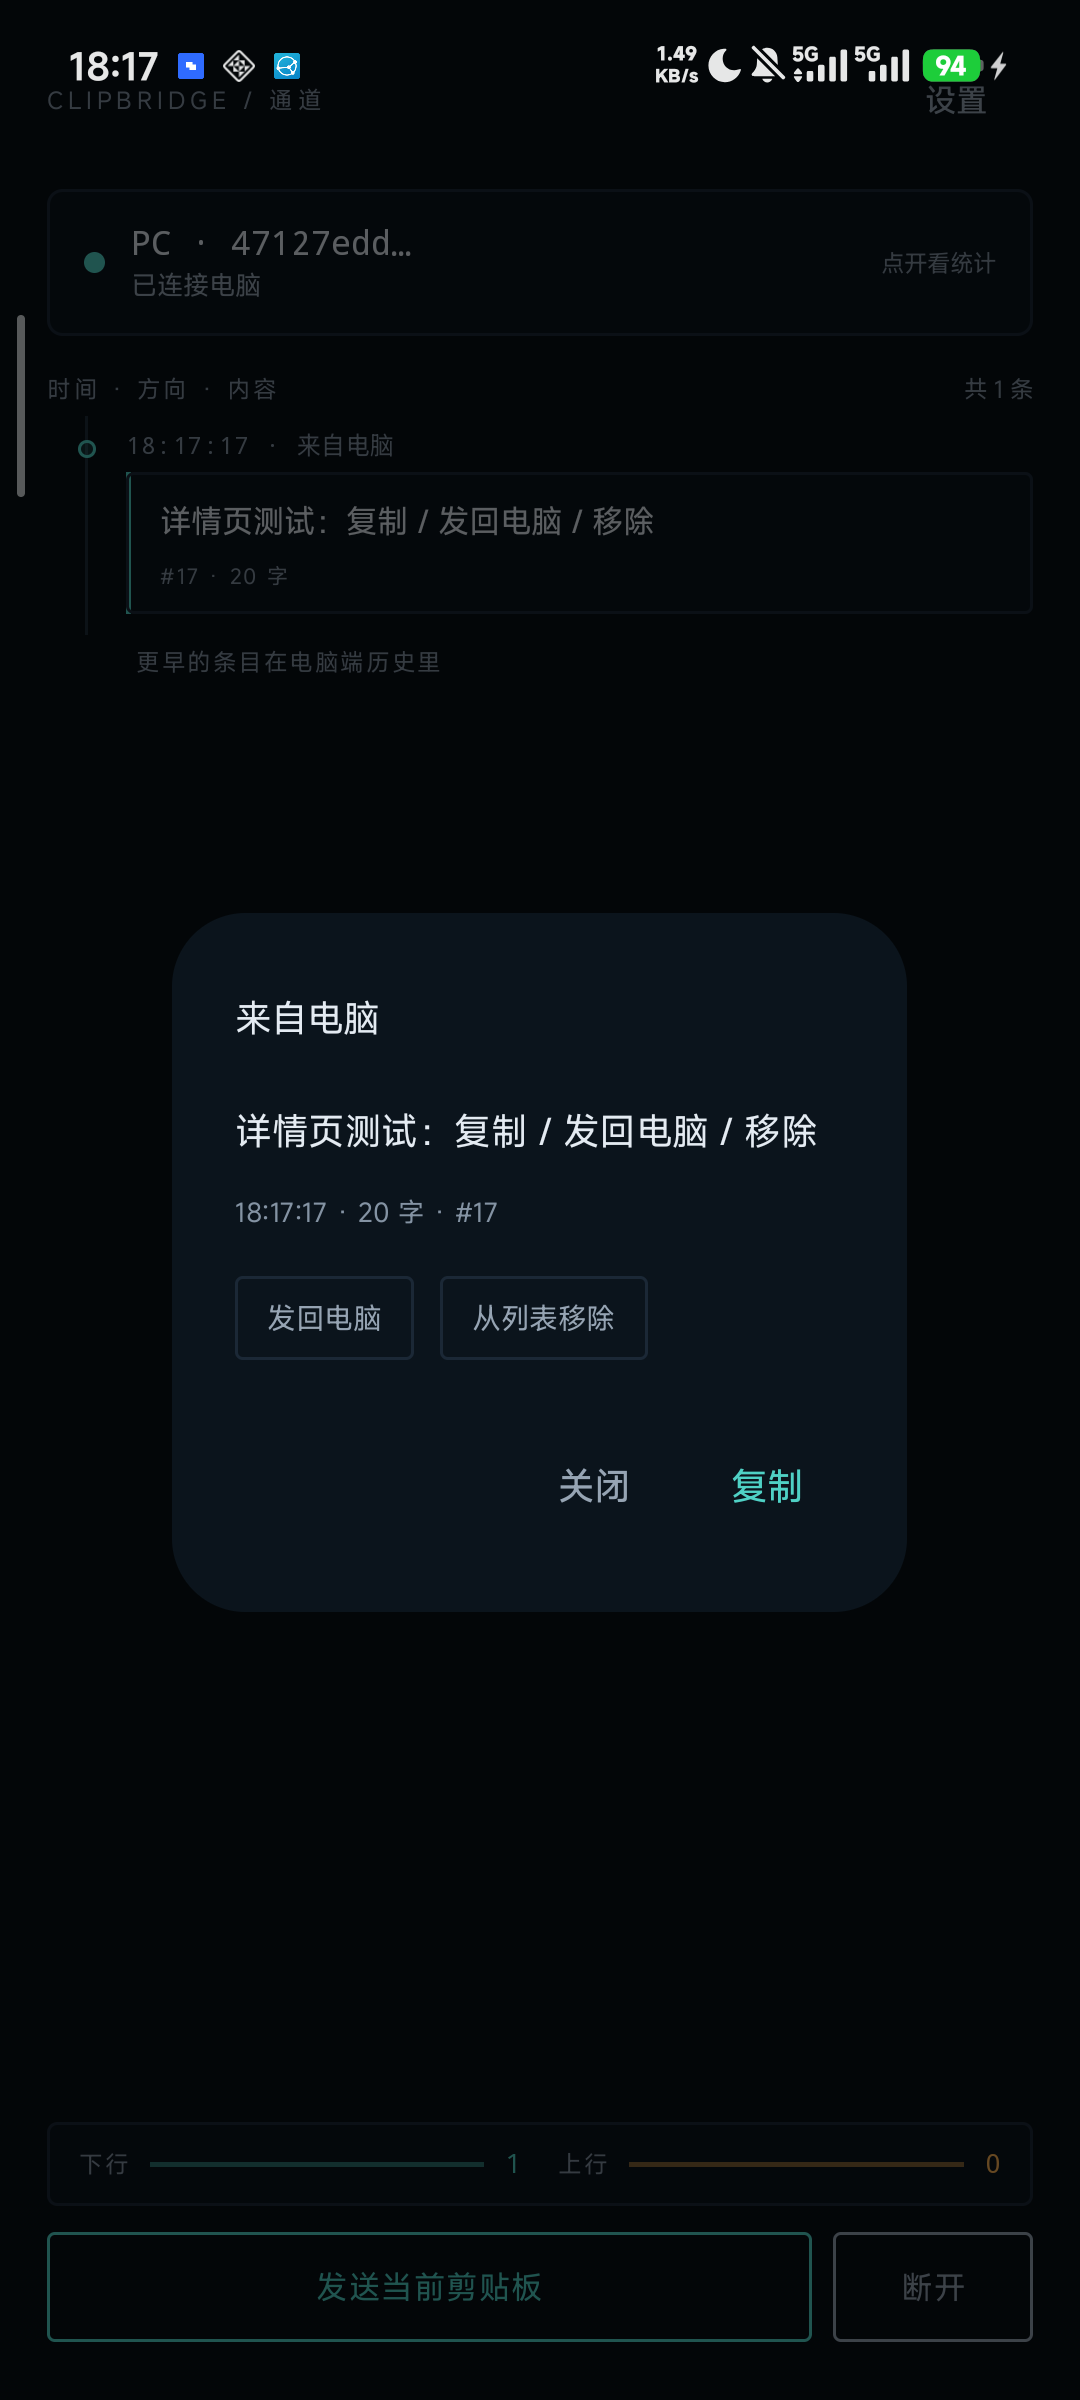 18:17
1.49 KB/s
5G
5G
94
CLIPBRIDGE / 通道
设置
PC · 47127edd…
已连接电脑
点开看统计
时间 · 方向 · 内容
共 1 条
18:17:17 · 来自电脑
详情页测试：复制 / 发回电脑 / 移除
#17 · 20 字
更早的条目在电脑端历史里
来自电脑
详情页测试：复制 / 发回电脑 / 移除
18:17:17 · 20 字 · #17
发回电脑
从列表移除
关闭
复制
下行 1 上行 0
发送当前剪贴板
断开